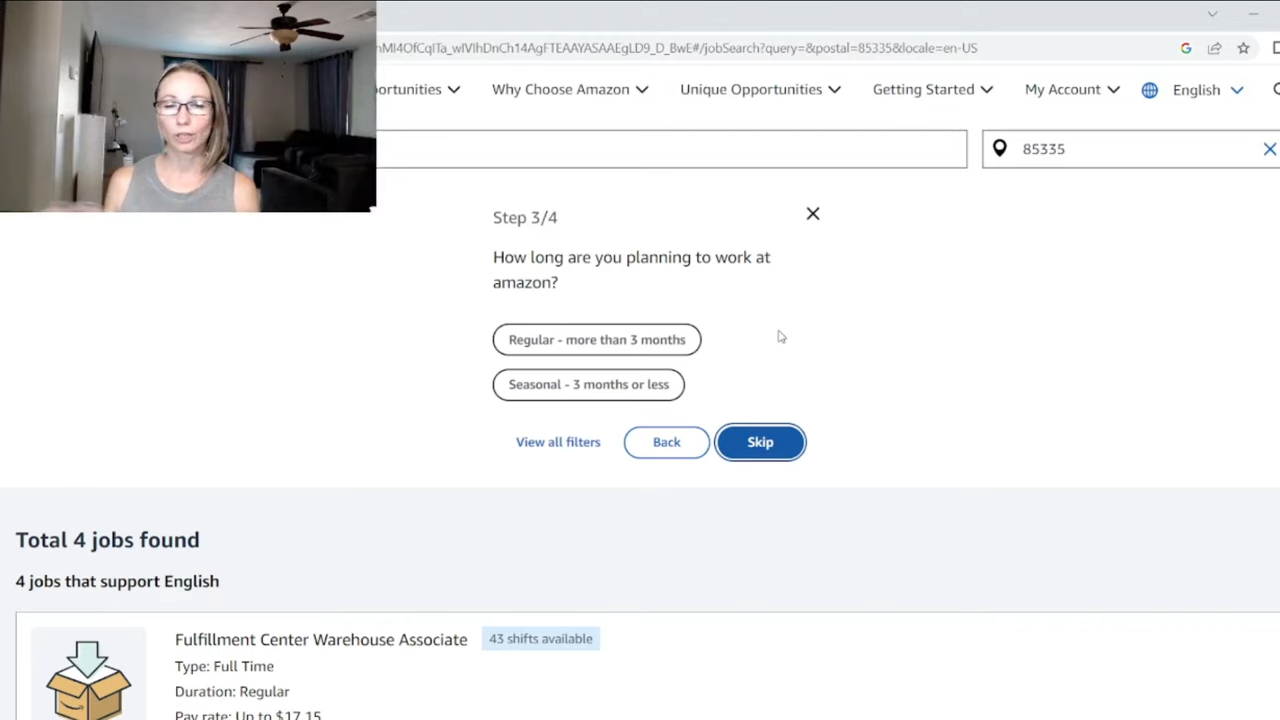 nMI4OfCqITa_wIVIhDnCh14AgFTEAAYASAAEgLD9_D_BwE#/jobSearch?query=&postal=85335&locale=en-US
ortunities Why Choose Amazon Unique Opportunities Getting Started My Account English
85335
Step 3/4
How long are you planning to work at
amazon?
Regular - more than 3 months
Seasonal - 3 months or less
View all filters Back Skip
Total 4 jobs found
4 jobs that support English
Fulfillment Center Warehouse Associate 43 shifts available
Type: Full Time
Duration: Regular
Pay rate: Up to $17.15